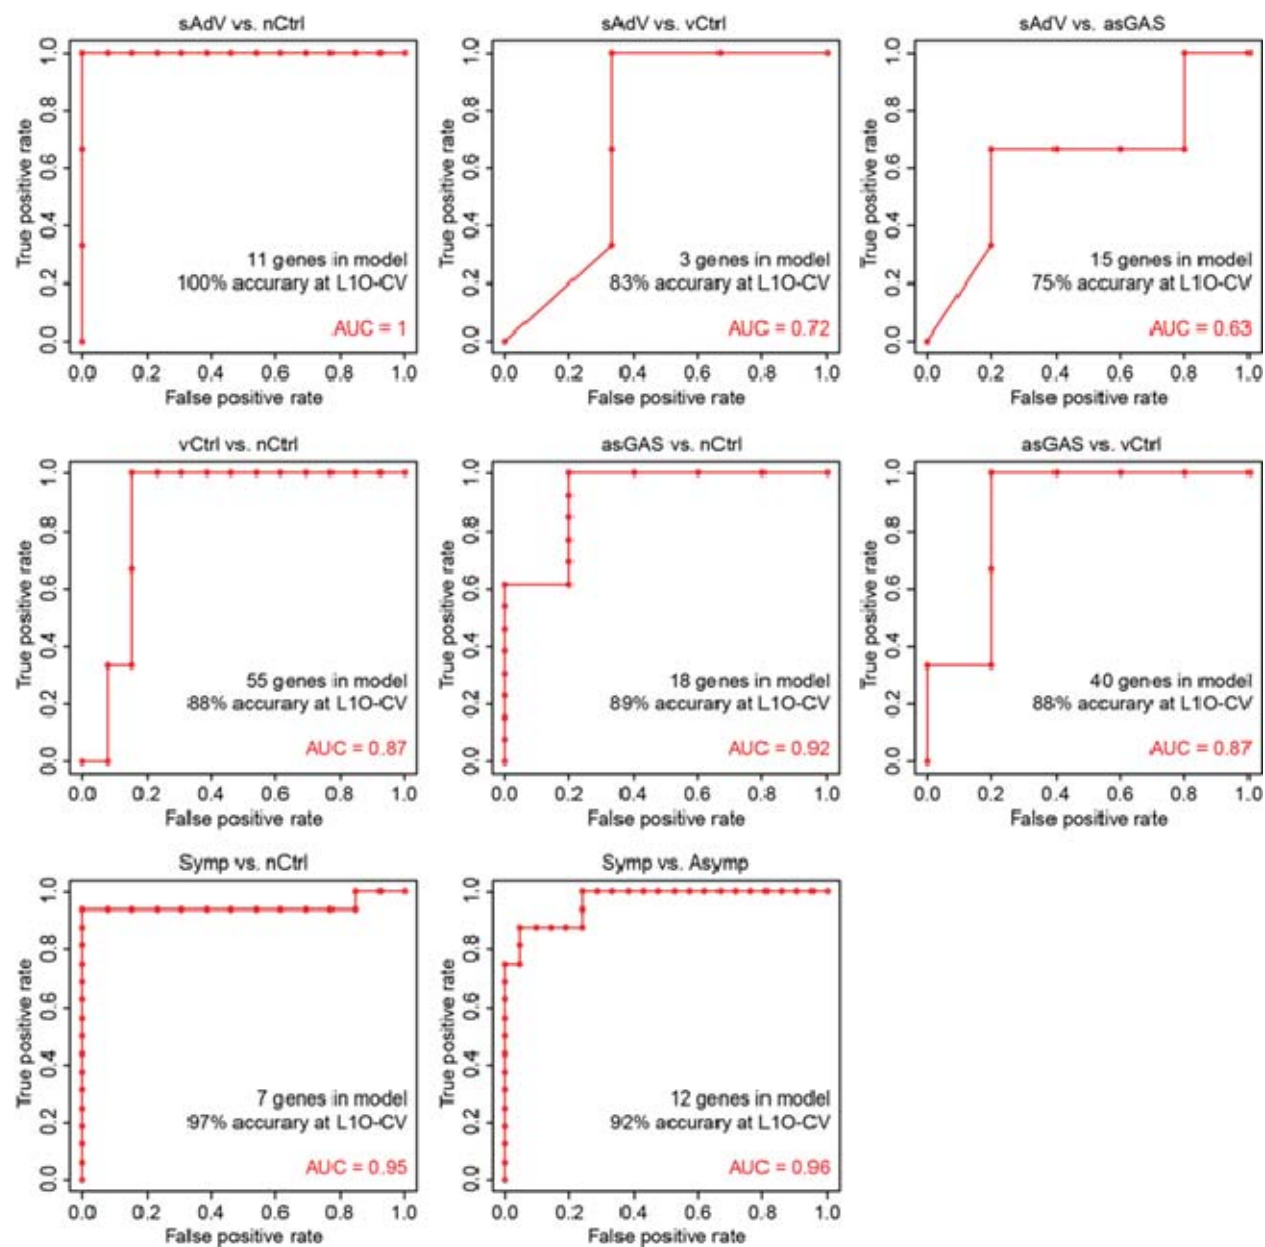 sAdV vs. nCtrl
True positive rate
0.0 0.2 0.4 0.6 0.8 1.0
11 genes in model
100% accurary at L1O-CV
AUC = 1
0.0 0.2 0.4 0.6 0.8 1.0
False positive rate
sAdV vs. vCtrl
True positive rate
0.0 0.2 0.4 0.6 0.8 1.0
3 genes in model
83% accurary at L1O-CV
AUC = 0.72
0.0 0.2 0.4 0.6 0.8 1.0
False positive rate
sAdV vs. asGAS
True positive rate
0.0 0.2 0.4 0.6 0.8 1.0
15 genes in model
75% accurary at L1O-CV
AUC = 0.63
0.0 0.2 0.4 0.6 0.8 1.0
False positive rate
vCtrl vs. nCtrl
True positive rate
0.0 0.2 0.4 0.6 0.8 1.0
55 genes in model
88% accurary at L1O-CV
AUC = 0.87
0.0 0.2 0.4 0.6 0.8 1.0
False positive rate
asGAS vs. nCtrl
True positive rate
0.0 0.2 0.4 0.6 0.8 1.0
18 genes in model
89% accurary at L1O-CV
AUC = 0.92
0.0 0.2 0.4 0.6 0.8 1.0
False positive rate
asGAS vs. vCtrl
True positive rate
0.0 0.2 0.4 0.6 0.8 1.0
40 genes in model
88% accurary at L1O-CV
AUC = 0.87
0.0 0.2 0.4 0.6 0.8 1.0
False positive rate
Symp vs. nCtrl
True positive rate
0.0 0.2 0.4 0.6 0.8 1.0
7 genes in model
97% accurary at L1O-CV
AUC = 0.95
0.0 0.2 0.4 0.6 0.8 1.0
False positive rate
Symp vs. Asymp
True positive rate
0.0 0.2 0.4 0.6 0.8 1.0
12 genes in model
92% accurary at L1O-CV
AUC = 0.96
0.0 0.2 0.4 0.6 0.8 1.0
False positive rate